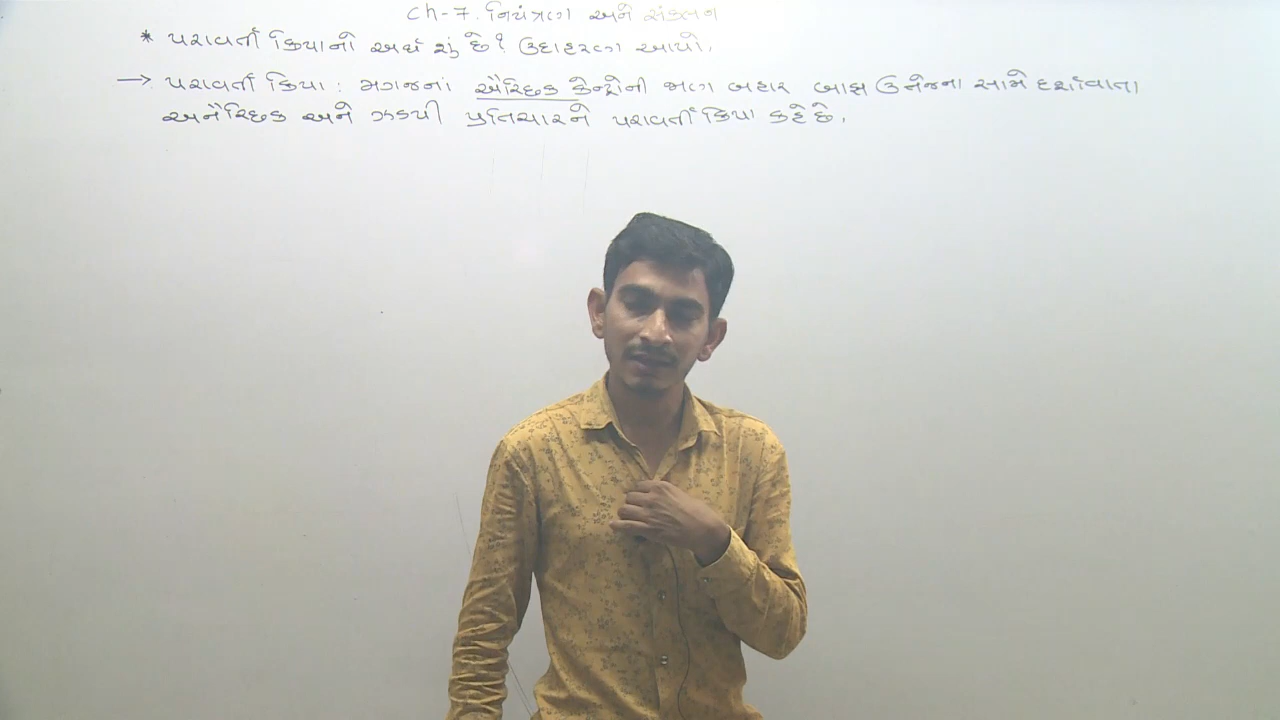 Ch-7. નિયંત્રણ અને સંકલન
* પરાવર્તી ક્રિયાનો અર્થ શું છે? ઉદાહરણ આપો.
→ પરાવર્તી ક્રિયા : મગજનાં ઐચ્છિક કેન્દ્રોની જાણ બહાર બાહ્ય ઉત્તેજના સામે દર્શાવાતા
અનૈચ્છિક અને ઝડપી પ્રતિચારને પરાવર્તી ક્રિયા કહે છે.